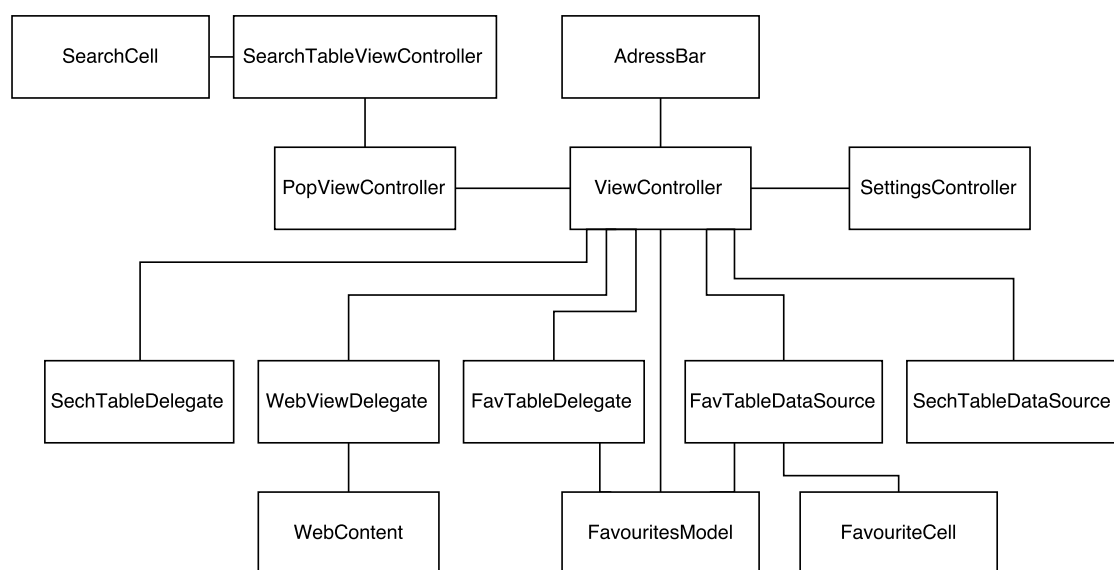 SearchCell
SearchTableViewController
AdressBar
PopViewController
ViewController
SettingsController
SechTableDelegate
WebViewDelegate
FavTableDelegate
FavTableDataSource
SechTableDataSource
WebContent
FavouritesModel
FavouriteCell